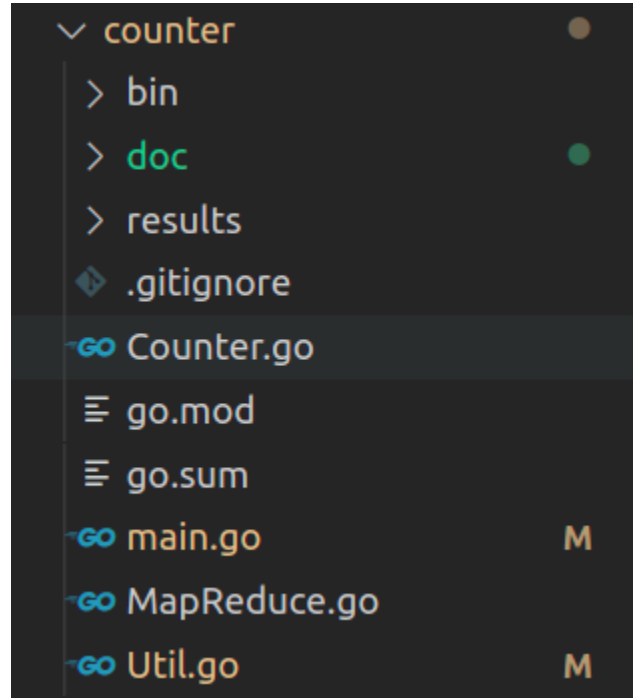 counter
bin
doc
results
.gitignore
GO Counter.go
go.mod
go.sum
GO main.go M
GO MapReduce.go
GO Util.go M